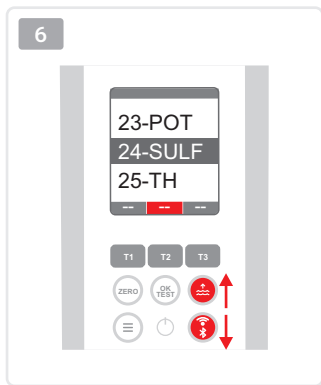 6
23-POT
24-SULF
25-TH
-- -- --
T1 T2 T3
ZERO OK TEST